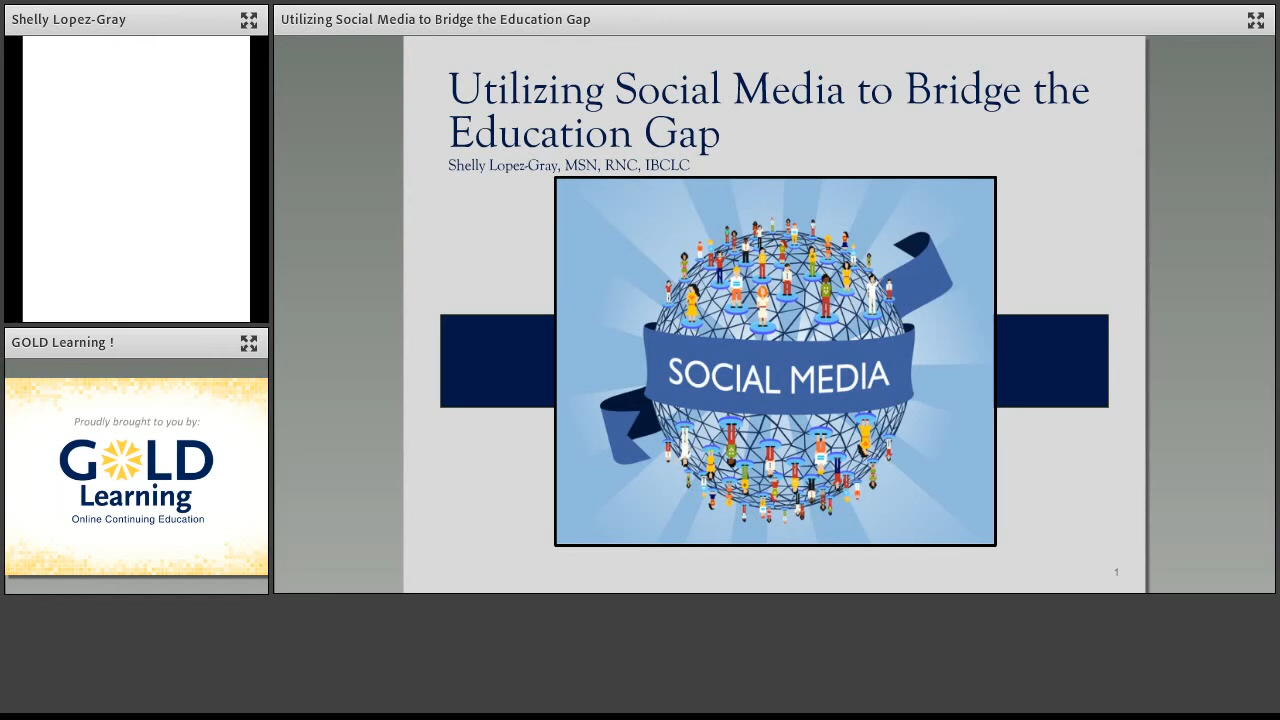 Shelly Lopez-Gray
Utilizing Social Media to Bridge the Education Gap
Utilizing Social Media to Bridge the
Education Gap
Shelly Lopez-Gray, MSN, RNC, IBCLC
SOCIAL MEDIA
1
GOLD Learning !
Proudly brought to you by:
GOLD
Learning
Online Continuing Education